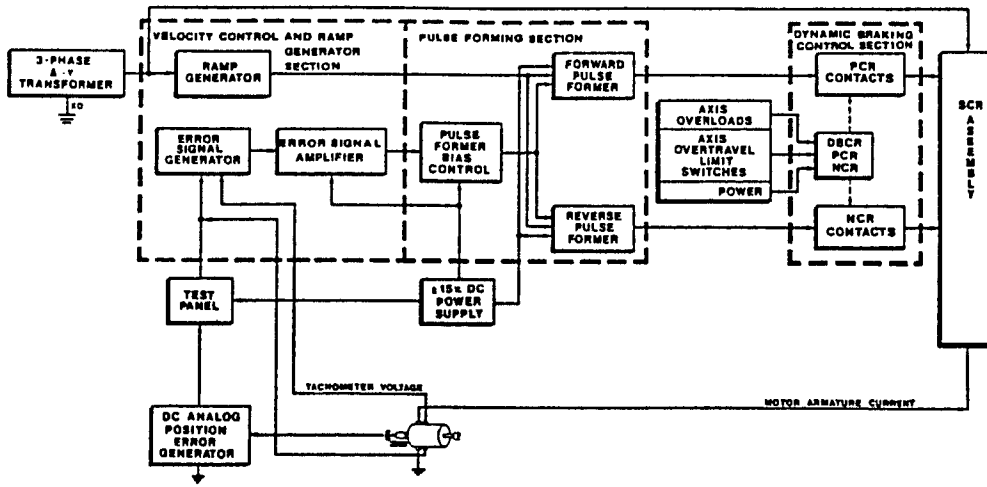 VELOCITY CONTROL AND RAMP
GENERATOR
SECTION
PULSE FORMING SECTION
DYNAMIC BRAKING
CONTROL SECTION
3-PHASE
Δ-Y
TRANSFORMER
XO
RAMP
GENERATOR
FORWARD
PULSE
FORMER
PCR
CONTACTS
SCR
ASSEMBLY
ERROR
SIGNAL
GENERATOR
ERROR SIGNAL
AMPLIFIER
PULSE
FORMER
BIAS
CONTROL
AXIS
OVERLOADS
AXIS
OVERTRAVEL
LIMIT
SWITCHES
POWER
DBCR
PCR
NCR
REVERSE
PULSE
FORMER
NCR
CONTACTS
TEST
PANEL
DC
POWER
SUPPLY
TACHOMETER VOLTAGE
MOTOR ARMATURE CURRENT
DC ANALOG
POSITION
ERROR
GENERATOR